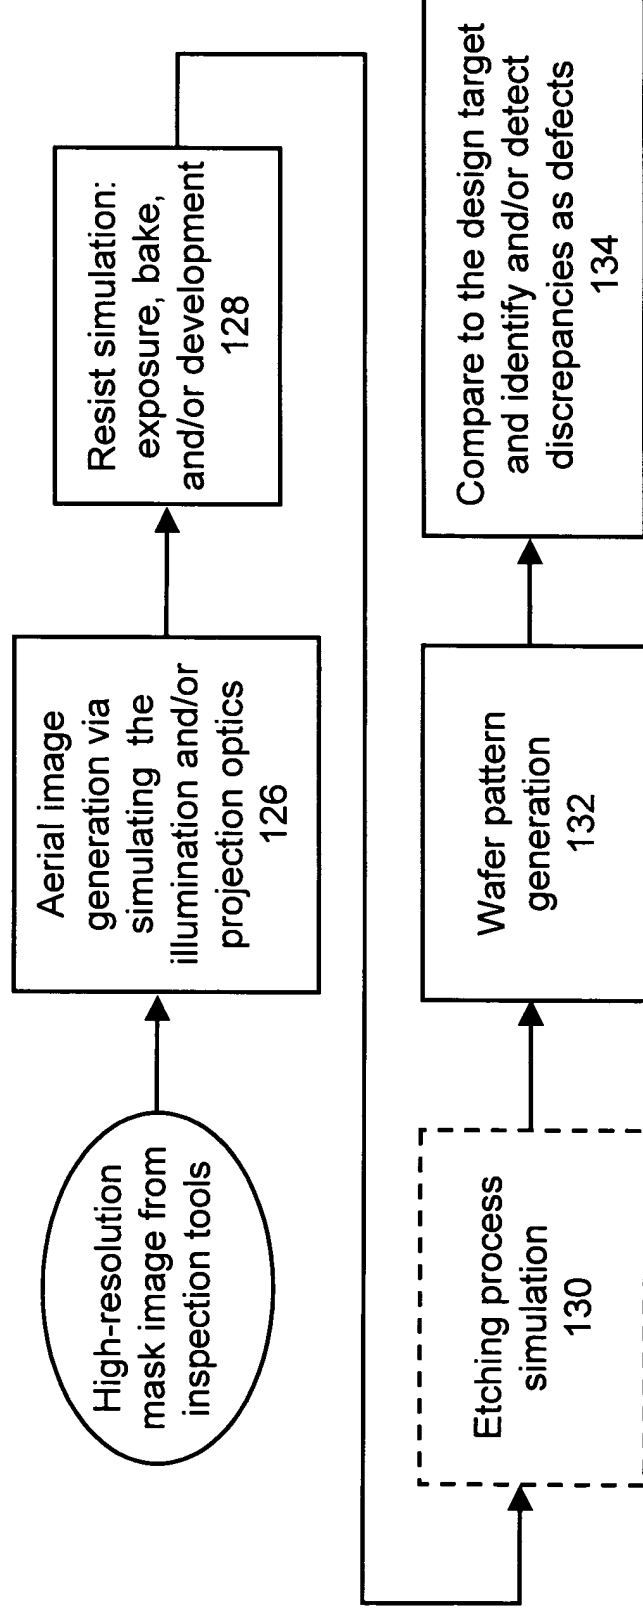 High-resolution
mask image from
inspection tools
Aerial image
generation via
simulating the
illumination and/or
projection optics
126
Resist simulation:
exposure, bake,
and/or development
128
Etching process
simulation
130
Wafer pattern
generation
132
Compare to the design target
and identify and/or detect
discrepancies as defects
134